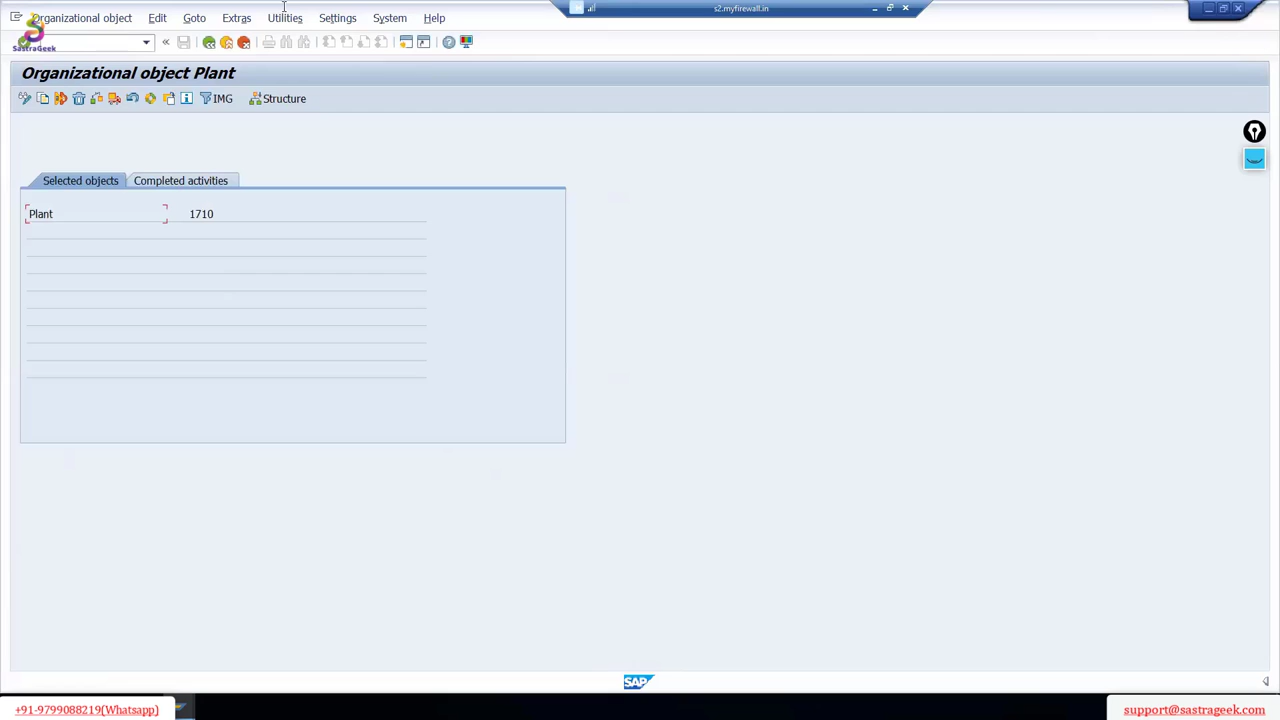 s2.myfirewall.in
Organizational object Edit Goto Extras Utilities Settings System Help
SastraGeek
Organizational object Plant
IMG Structure
Selected objects Completed activities
Plant 1710
SAP
+91-9799088219(Whatsapp)
support@sastrageek.com